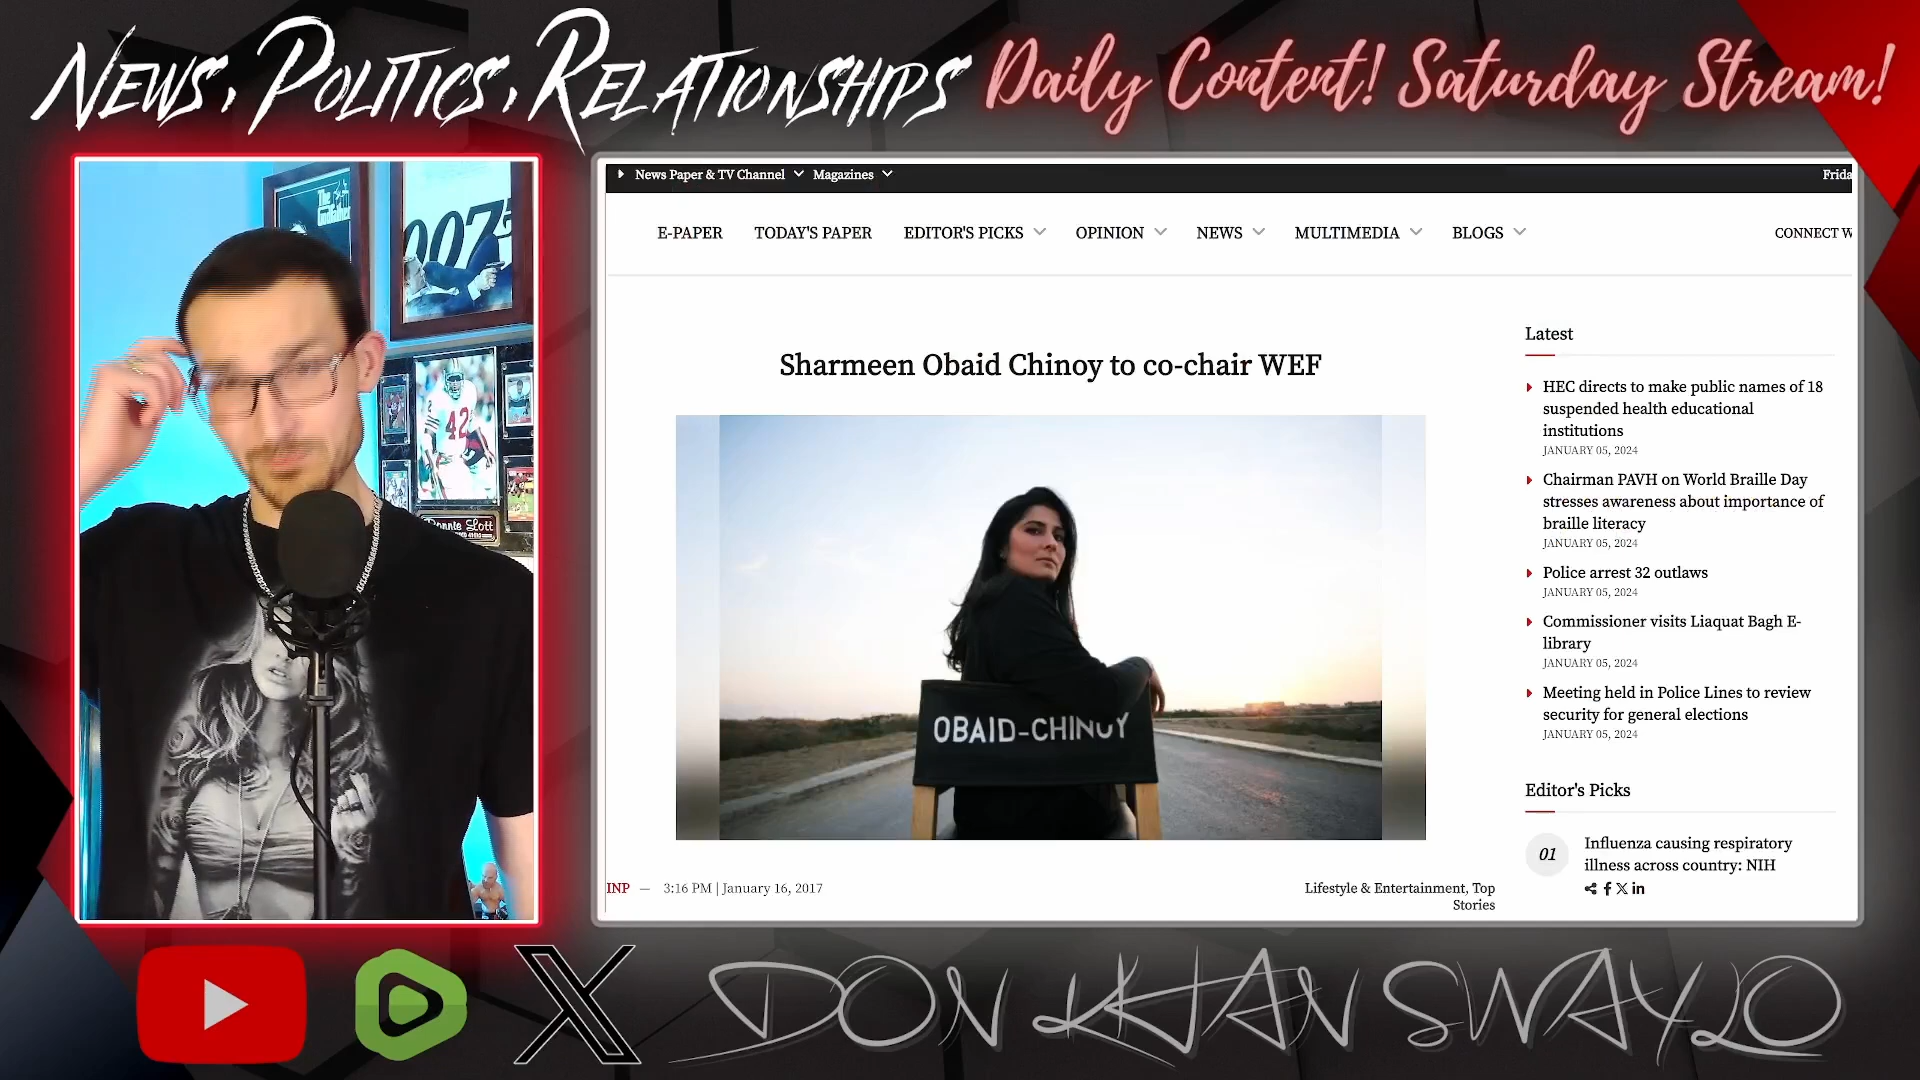 News, Politics, Relationships
Daily Content! Saturday Stream!
The
Godfather
007
42
Ronnie Lott
News Paper & TV Channel
Magazines
Frida
E-PAPER
TODAY'S PAPER
EDITOR'S PICKS
OPINION
NEWS
MULTIMEDIA
BLOGS
CONNECT W
Sharmeen Obaid Chinoy to co-chair WEF
OBAID-CHINOY
INP — 3:16 PM | January 16, 2017
Lifestyle & Entertainment, Top
Stories
Latest
HEC directs to make public names of 18
suspended health educational
institutions
JANUARY 05, 2024
Chairman PAVH on World Braille Day
stresses awareness about importance of
braille literacy
JANUARY 05, 2024
Police arrest 32 outlaws
JANUARY 05, 2024
Commissioner visits Liaquat Bagh E-
library
JANUARY 05, 2024
Meeting held in Police Lines to review
security for general elections
JANUARY 05, 2024
Editor's Picks
01
Influenza causing respiratory
illness across country: NIH
DON KHAN SWAYLO